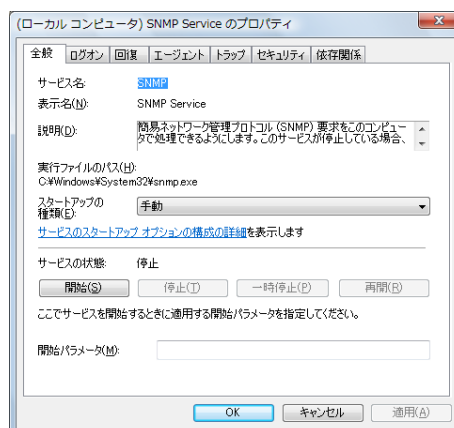 (ローカル コンピュータ) SNMP Service のプロパティ
全般 ログオン 回復 エージェント トラップ セキュリティ 依存関係
サービス名: SNMP
表示名(N): SNMP Service
説明(D): 簡易ネットワーク管理プロトコル (SNMP) 要求をこのコンピュー
タで処理できるようにします。このサービスが停止している場合、
実行ファイルのパス(H):
C:¥Windows¥System32¥snmp.exe
スタートアップの
種類(E): 手動
サービスのスタートアップ オプションの構成の詳細を表示します
サービスの状態: 停止
開始(S) 停止(T) 一時停止(P) 再開(R)
ここでサービスを開始するときに適用する開始パラメータを指定してください。
開始パラメータ(M):
OK キャンセル 適用(A)